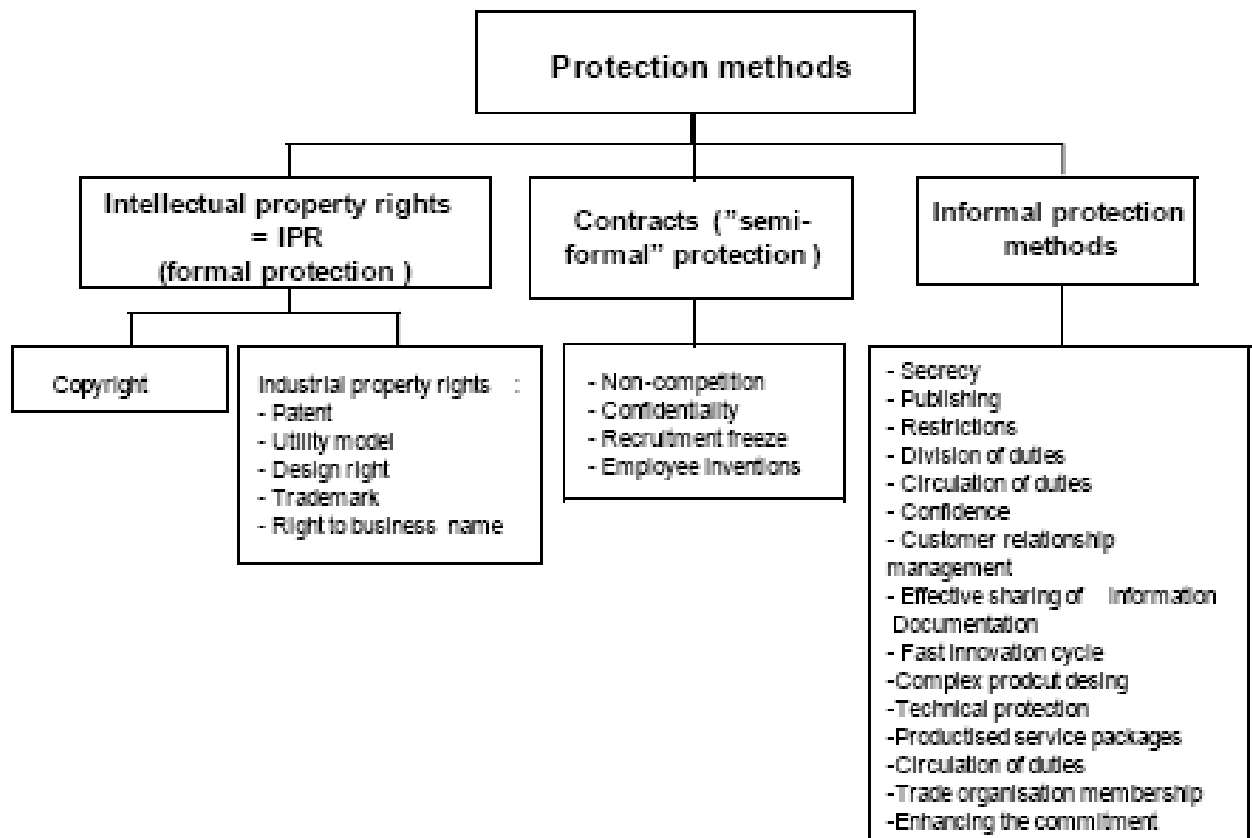 Protection methods
Intellectual property rights
= IPR
(formal protection )
Contracts ("semi-
formal" protection )
Informal protection
methods
Copyright
Industrial property rights :
- Patent
- Utility model
- Design right
- Trademark
- Right to business name
- Non-competition
- Confidentiality
- Recruitment freeze
- Employee inventions
- Secrecy
- Publishing
- Restrictions
- Division of duties
- Circulation of duties
- Confidence
- Customer relationship
management
- Effective sharing of information
Documentation
- Fast innovation cycle
-Complex prodcut desing
-Technical protection
-Productised service packages
-Circulation of duties
-Trade organisation membership
-Enhancing the commitment